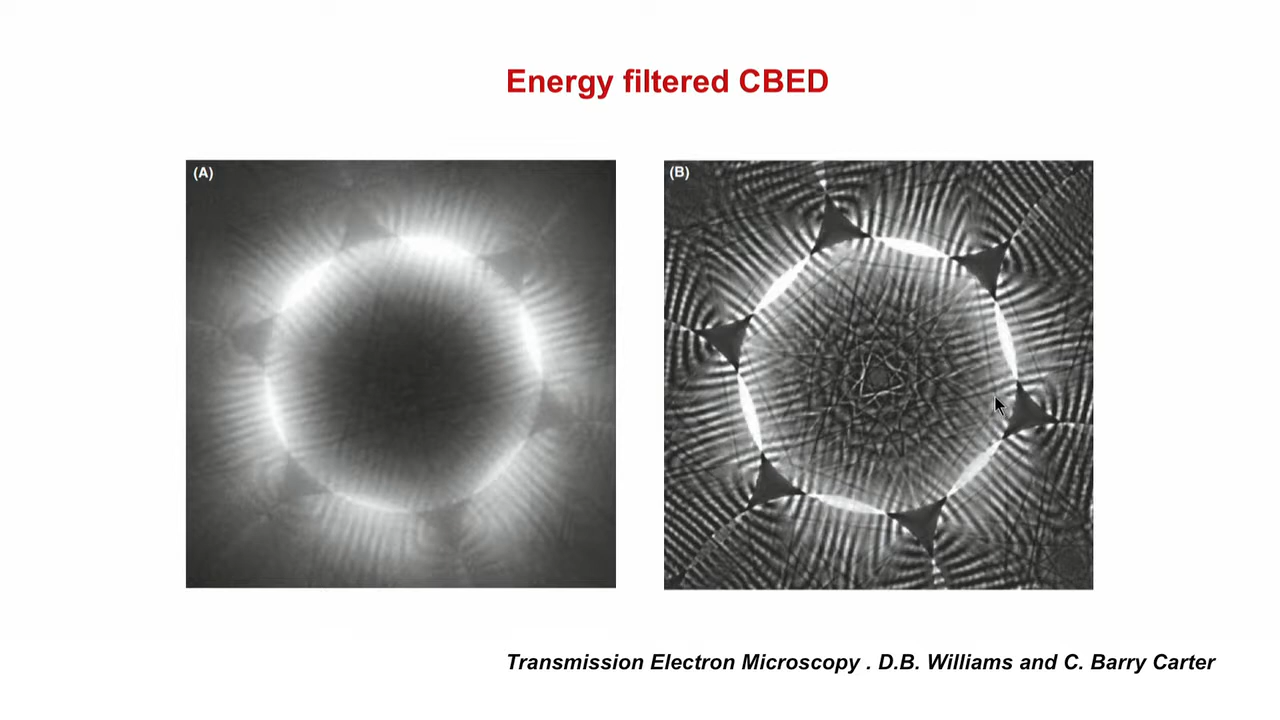 Energy filtered CBED
(A)
(B)
Transmission Electron Microscopy . D.B. Williams and C. Barry Carter